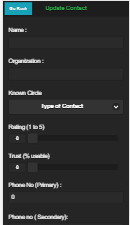 Go Back Update Contact
Name :
Organization :
Known Circle
Type of Contact
Rating (1 to 5)
0
Trust (% usable)
0
Phone No (Primary) :
0
Phone no ( Secondary):